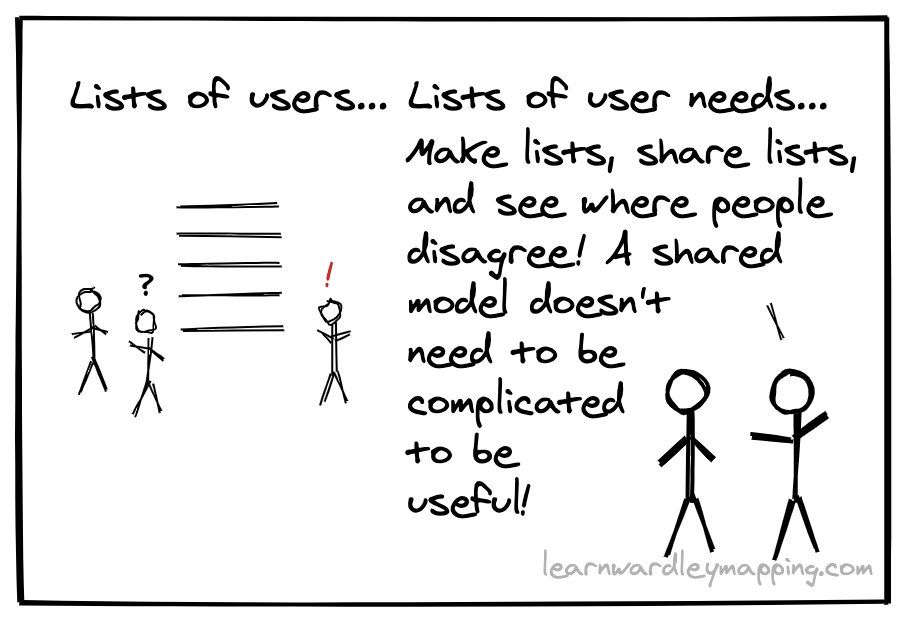 Lists of users... Lists of user needs...
Make lists, share lists,
and see where people
disagree! A shared
model doesn't
need to be
complicated
to be
useful!
?
!
learnwardleymapping.com